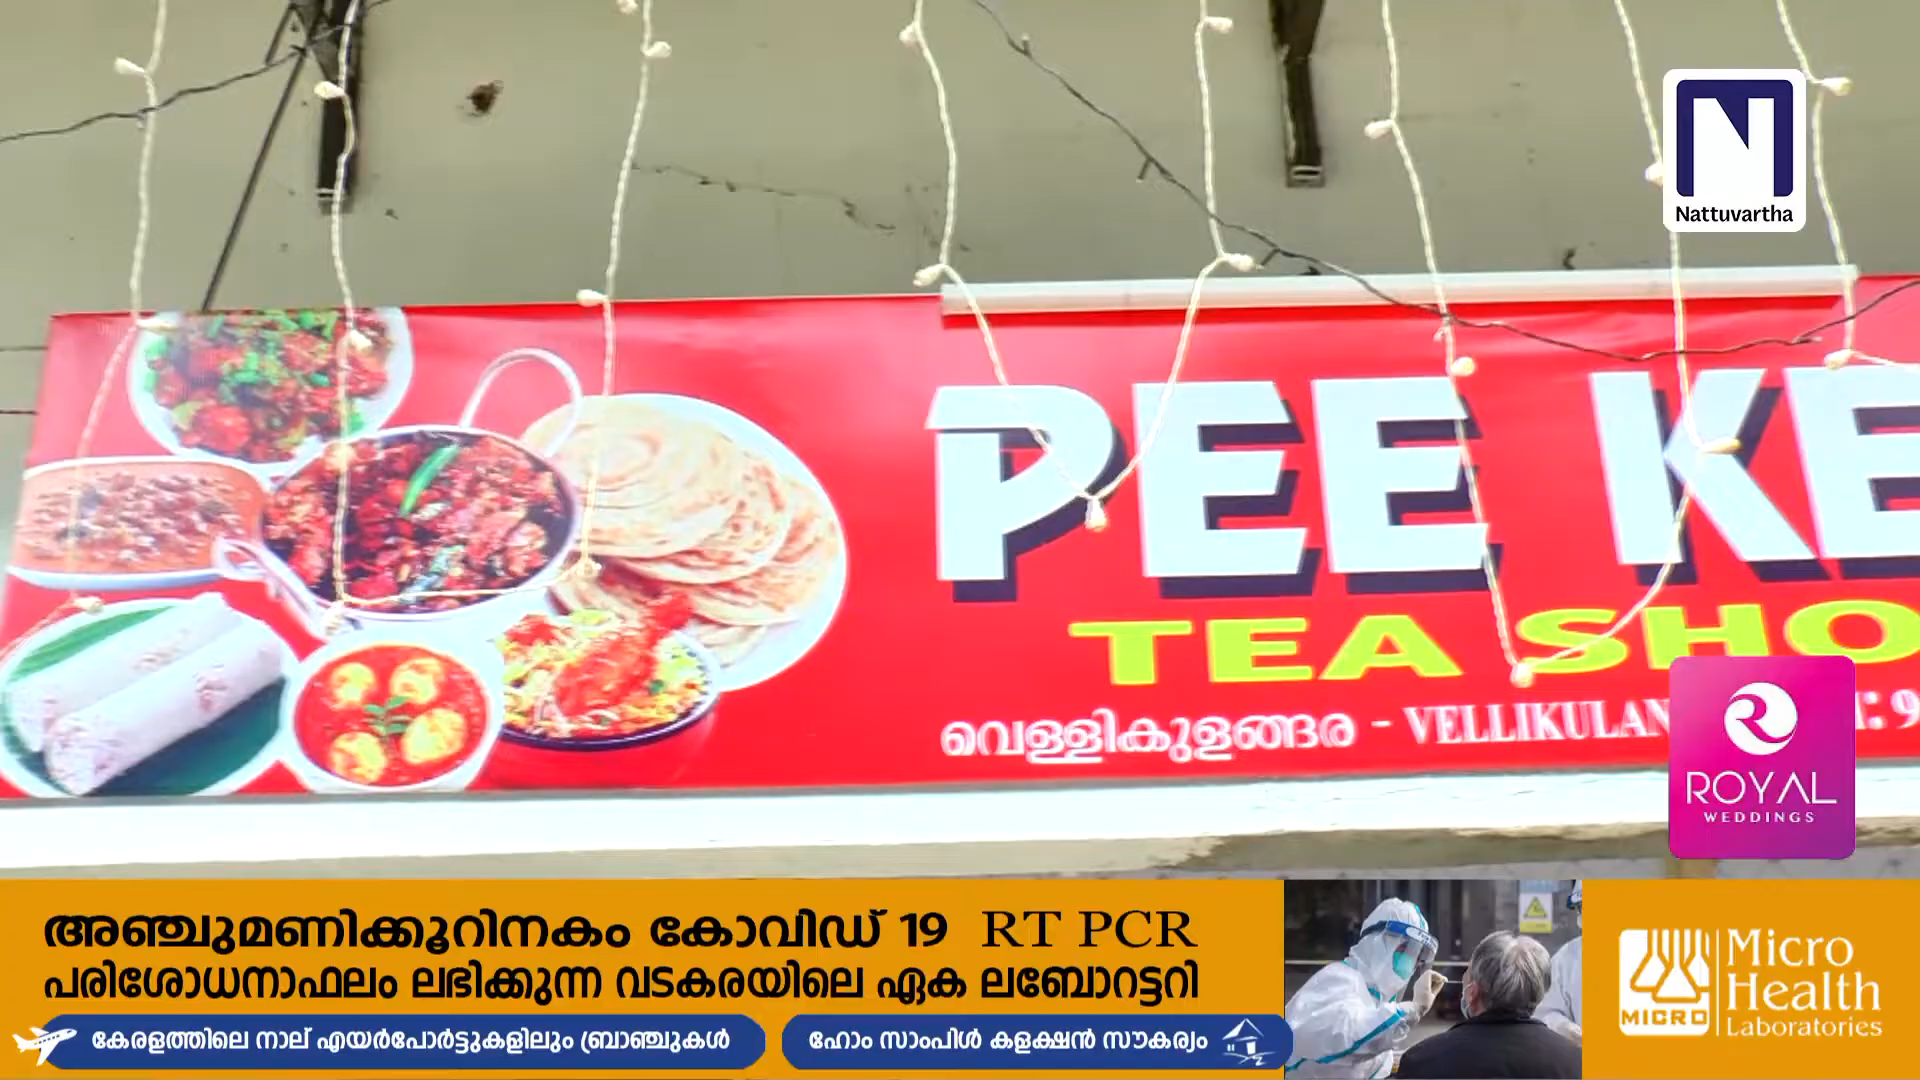 N
Nattuvartha
PEE KE
TEA SHO
വെള്ളികുളങ്ങര - VELLIKULAN : 9
ROYAL
WEDDINGS
അഞ്ചുമണിക്കൂറിനകം കോവിഡ് 19 RT PCR
പരിശോധനാഫലം ലഭിക്കുന്ന വടകരയിലെ ഏക ലബോറട്ടറി
കേരളത്തിലെ നാല് എയർപോർട്ടുകളിലും ബ്രാഞ്ചുകൾ
ഹോം സാംപിൾ കളക്ഷൻ സൗകര്യം
MICRO
Micro
Health
Laboratories